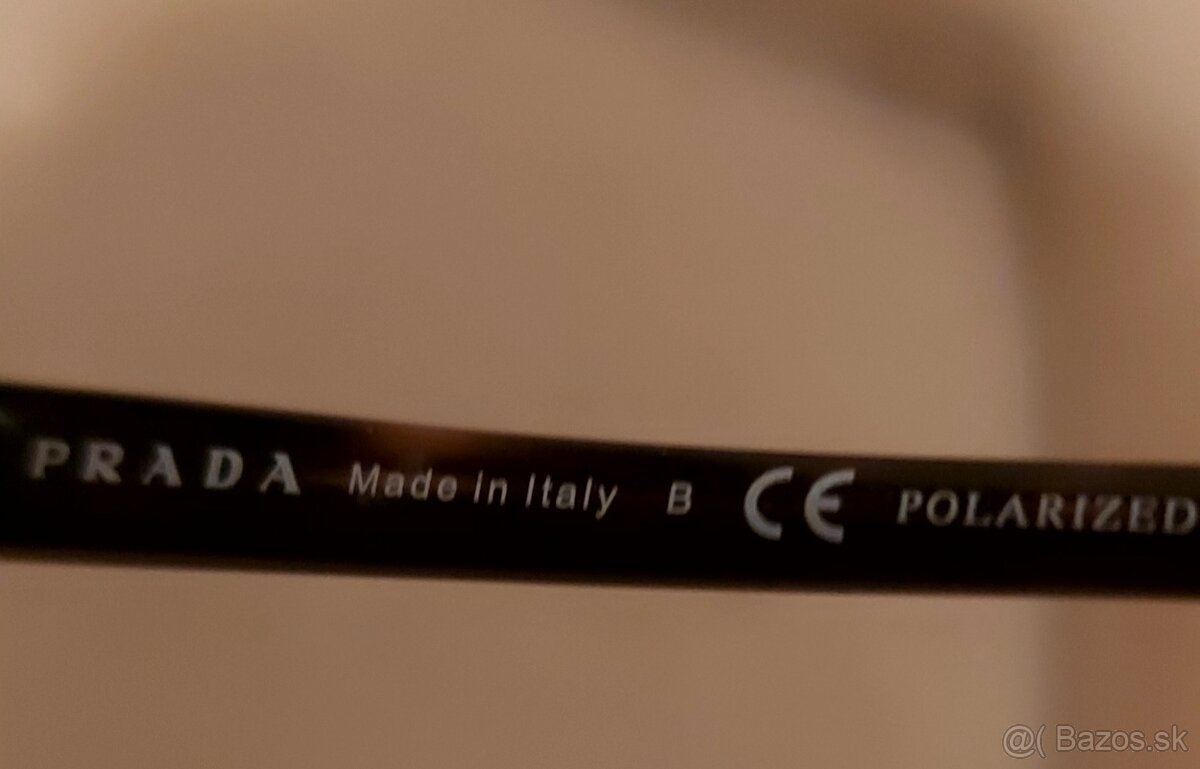 PRADA Made in Italy B CE POLARIZED
@( Bazos.sk